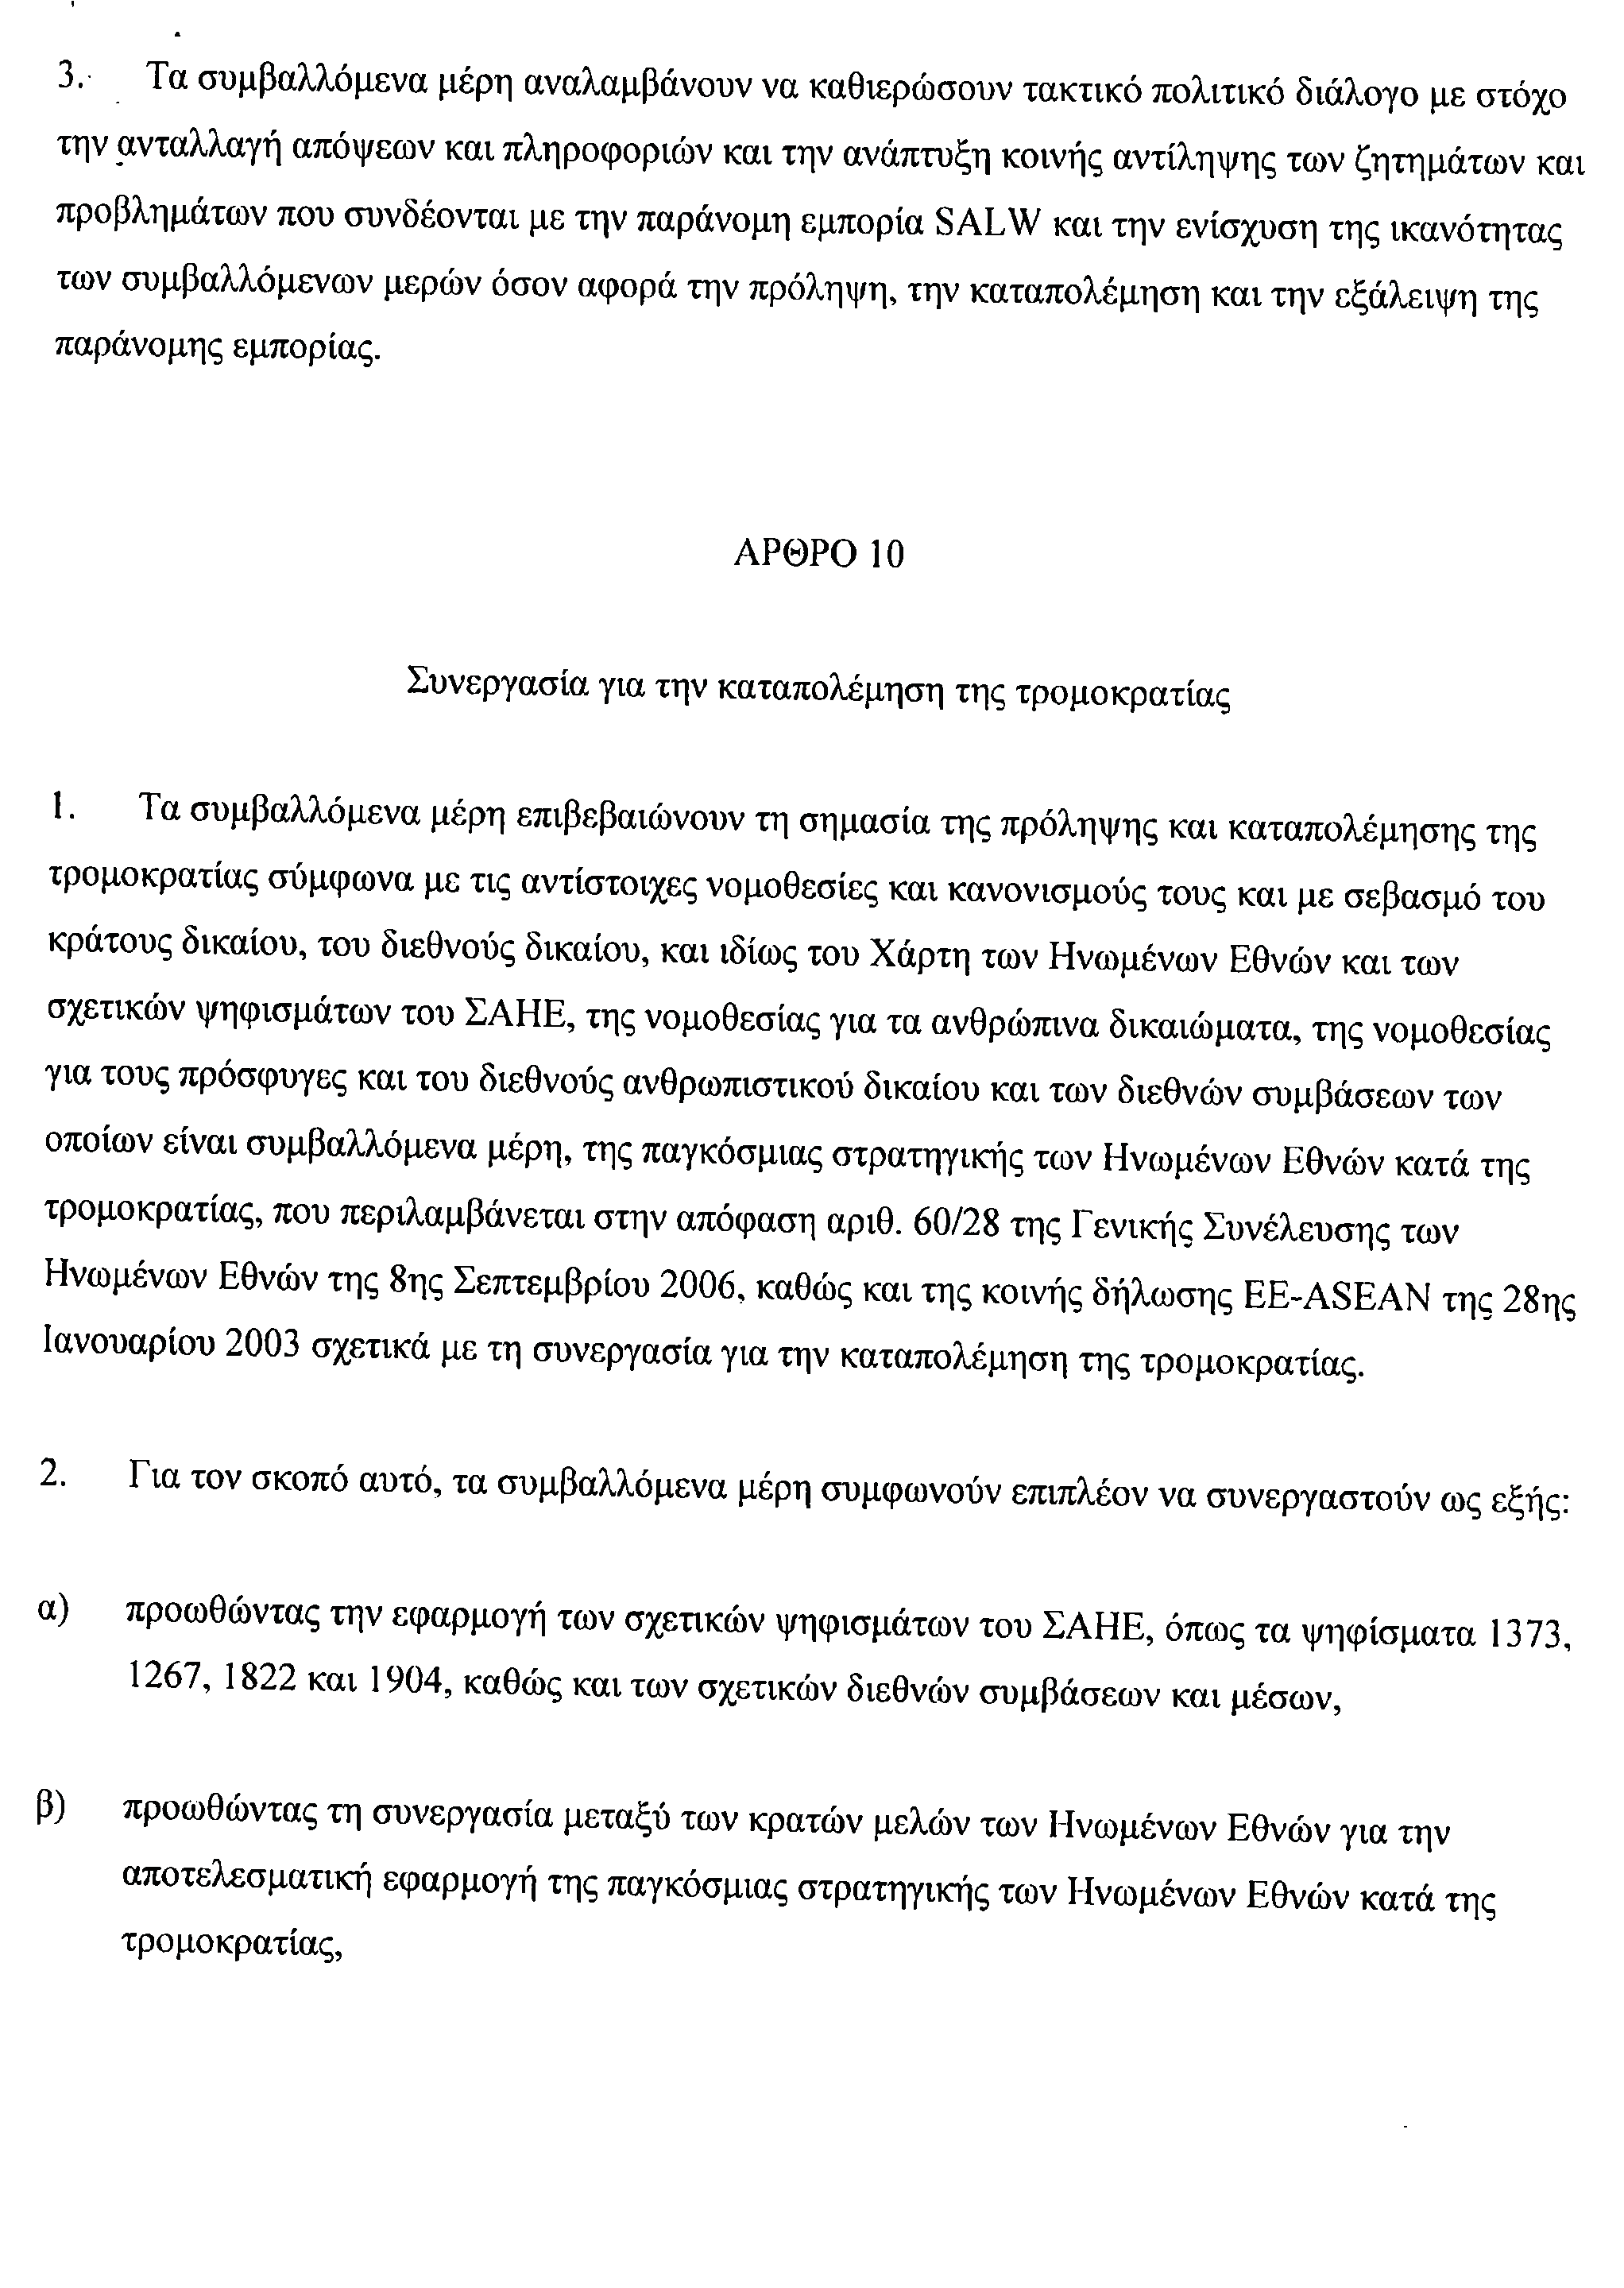 3. Τα συμβαλλόμενα μέρη αναλαμβάνουν να καθιερώσουν τακτικό πολιτικό διάλογο με στόχο
την ανταλλαγή απόψεων και πληροφοριών και την ανάπτυξη κοινής αντίληψης των ζητημάτων και
προβλημάτων που συνδέονται με την παράνομη εμπορία SALW και την ενίσχυση της ικανότητας
των συμβαλλόμενων μερών όσον αφορά την πρόληψη, την καταπολέμηση και την εξάλειψη της
παράνομης εμπορίας.
ΑΡΘΡΟ 10
Συνεργασία για την καταπολέμηση της τρομοκρατίας
1. Τα συμβαλλόμενα μέρη επιβεβαιώνουν τη σημασία της πρόληψης και καταπολέμησης της
τρομοκρατίας σύμφωνα με τις αντίστοιχες νομοθεσίες και κανονισμούς τους και με σεβασμό του
κράτους δικαίου, του διεθνούς δικαίου, και ιδίως του Χάρτη των Ηνωμένων Εθνών και των
σχετικών ψηφισμάτων του ΣΑΗΕ, της νομοθεσίας για τα ανθρώπινα δικαιώματα, της νομοθεσίας
για τους πρόσφυγες και του διεθνούς ανθρωπιστικού δικαίου και των διεθνών συμβάσεων των
οποίων είναι συμβαλλόμενα μέρη, της παγκόσμιας στρατηγικής των Ηνωμένων Εθνών κατά της
τρομοκρατίας, που περιλαμβάνεται στην απόφαση αριθ. 60/28 της Γενικής Συνέλευσης των
Ηνωμένων Εθνών της 8ης Σεπτεμβρίου 2006, καθώς και της κοινής δήλωσης ΕΕ-ASEAN της 28ης
Ιανουαρίου 2003 σχετικά με τη συνεργασία για την καταπολέμηση της τρομοκρατίας.
2. Για τον σκοπό αυτό, τα συμβαλλόμενα μέρη συμφωνούν επιπλέον να συνεργαστούν ως εξής:
α) προωθώντας την εφαρμογή των σχετικών ψηφισμάτων του ΣΑΗΕ, όπως τα ψηφίσματα 1373,
1267, 1822 και 1904, καθώς και των σχετικών διεθνών συμβάσεων και μέσων,
β) προωθώντας τη συνεργασία μεταξύ των κρατών μελών των Ηνωμένων Εθνών για την
αποτελεσματική εφαρμογή της παγκόσμιας στρατηγικής των Ηνωμένων Εθνών κατά της
τρομοκρατίας,